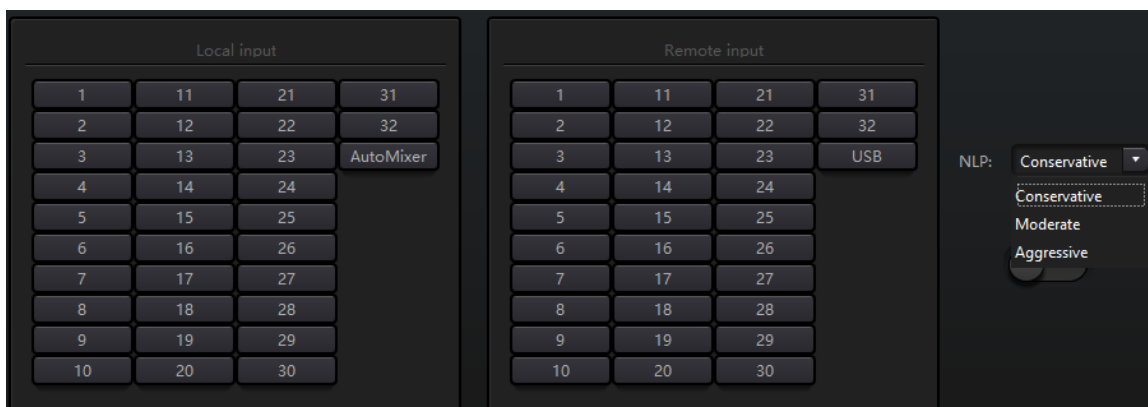 Local input
1 11 21 31
2 12 22 32
3 13 23 AutoMixer
4 14 24
5 15 25
6 16 26
7 17 27
8 18 28
9 19 29
10 20 30
Remote input
1 11 21 31
2 12 22 32
3 13 23 USB
4 14 24
5 15 25
6 16 26
7 17 27
8 18 28
9 19 29
10 20 30
NLP: Conservative
Conservative
Moderate
Aggressive